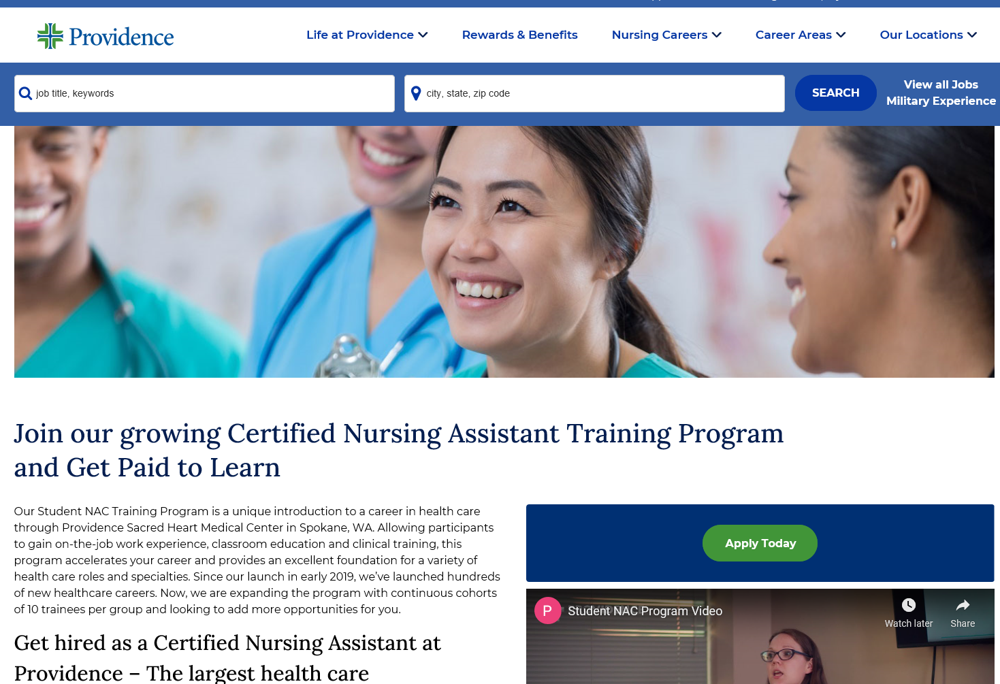 Providence
Life at Providence
Rewards & Benefits
Nursing Careers
Career Areas
Our Locations
job title, keywords
city, state, zip code
SEARCH
View all Jobs
Military Experience
Join our growing Certified Nursing Assistant Training Program
and Get Paid to Learn
Our Student NAC Training Program is a unique introduction to a career in health care
through Providence Sacred Heart Medical Center in Spokane, WA. Allowing participants
to gain on-the-job work experience, classroom education and clinical training, this
program accelerates your career and provides an excellent foundation for a variety of
health care roles and specialties. Since our launch in early 2019, we’ve launched hundreds
of new healthcare careers. Now, we are expanding the program with continuous cohorts
of 10 trainees per group and looking to add more opportunities for you.
Get hired as a Certified Nursing Assistant at
Providence – The largest health care
Apply Today
P
Student NAC Program Video
Watch later
Share